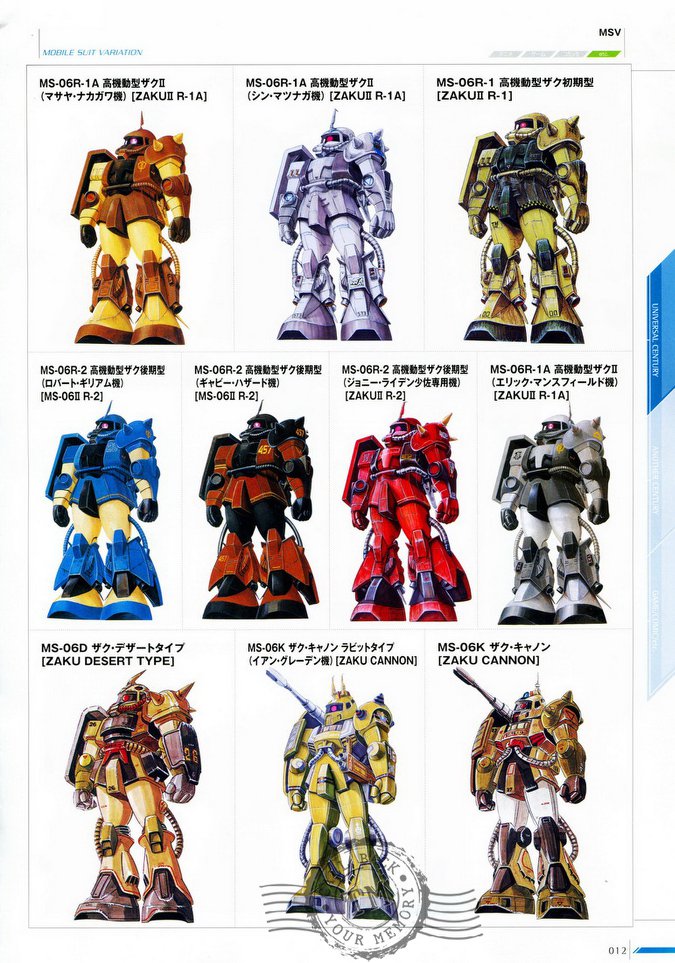 MSV
MOBILE SUIT VARIATION
etc.
MS-06R-1A 高機動型ザクII
(マサヤ・ナカガワ機) [ZAKUII R-1A]
MS-06R-1A 高機動型ザクII
(シン・マツナガ機) [ZAKUII R-1A]
MS-06R-1 高機動型ザク初期型
[ZAKUII R-1]
MS-06R-2 高機動型ザク後期型
(ロバート・ギリアム機)
[MS-06II R-2]
MS-06R-2 高機動型ザク後期型
(ギャビー・ハザード機)
[MS-06II R-2]
457
457
MS-06R-2 高機動型ザク後期型
(ジョニー・ライデン少佐専用機)
[ZAKUII R-2]
MS-06R-1A 高機動型ザクII
(エリック・マンスフィールド機)
[ZAKUII R-1A]
MS-06D ザク・デザートタイプ
[ZAKU DESERT TYPE]
26
MS-06K ザク・キャノン ラビットタイプ
(イアン・グレーデン機) [ZAKU CANNON]
MS-06K ザク・キャノン
[ZAKU CANNON]
UNIVERSAL CENTURY
ANOTHER CENTURY
GAME/COMIC/etc.
YOUR MEMORY
012